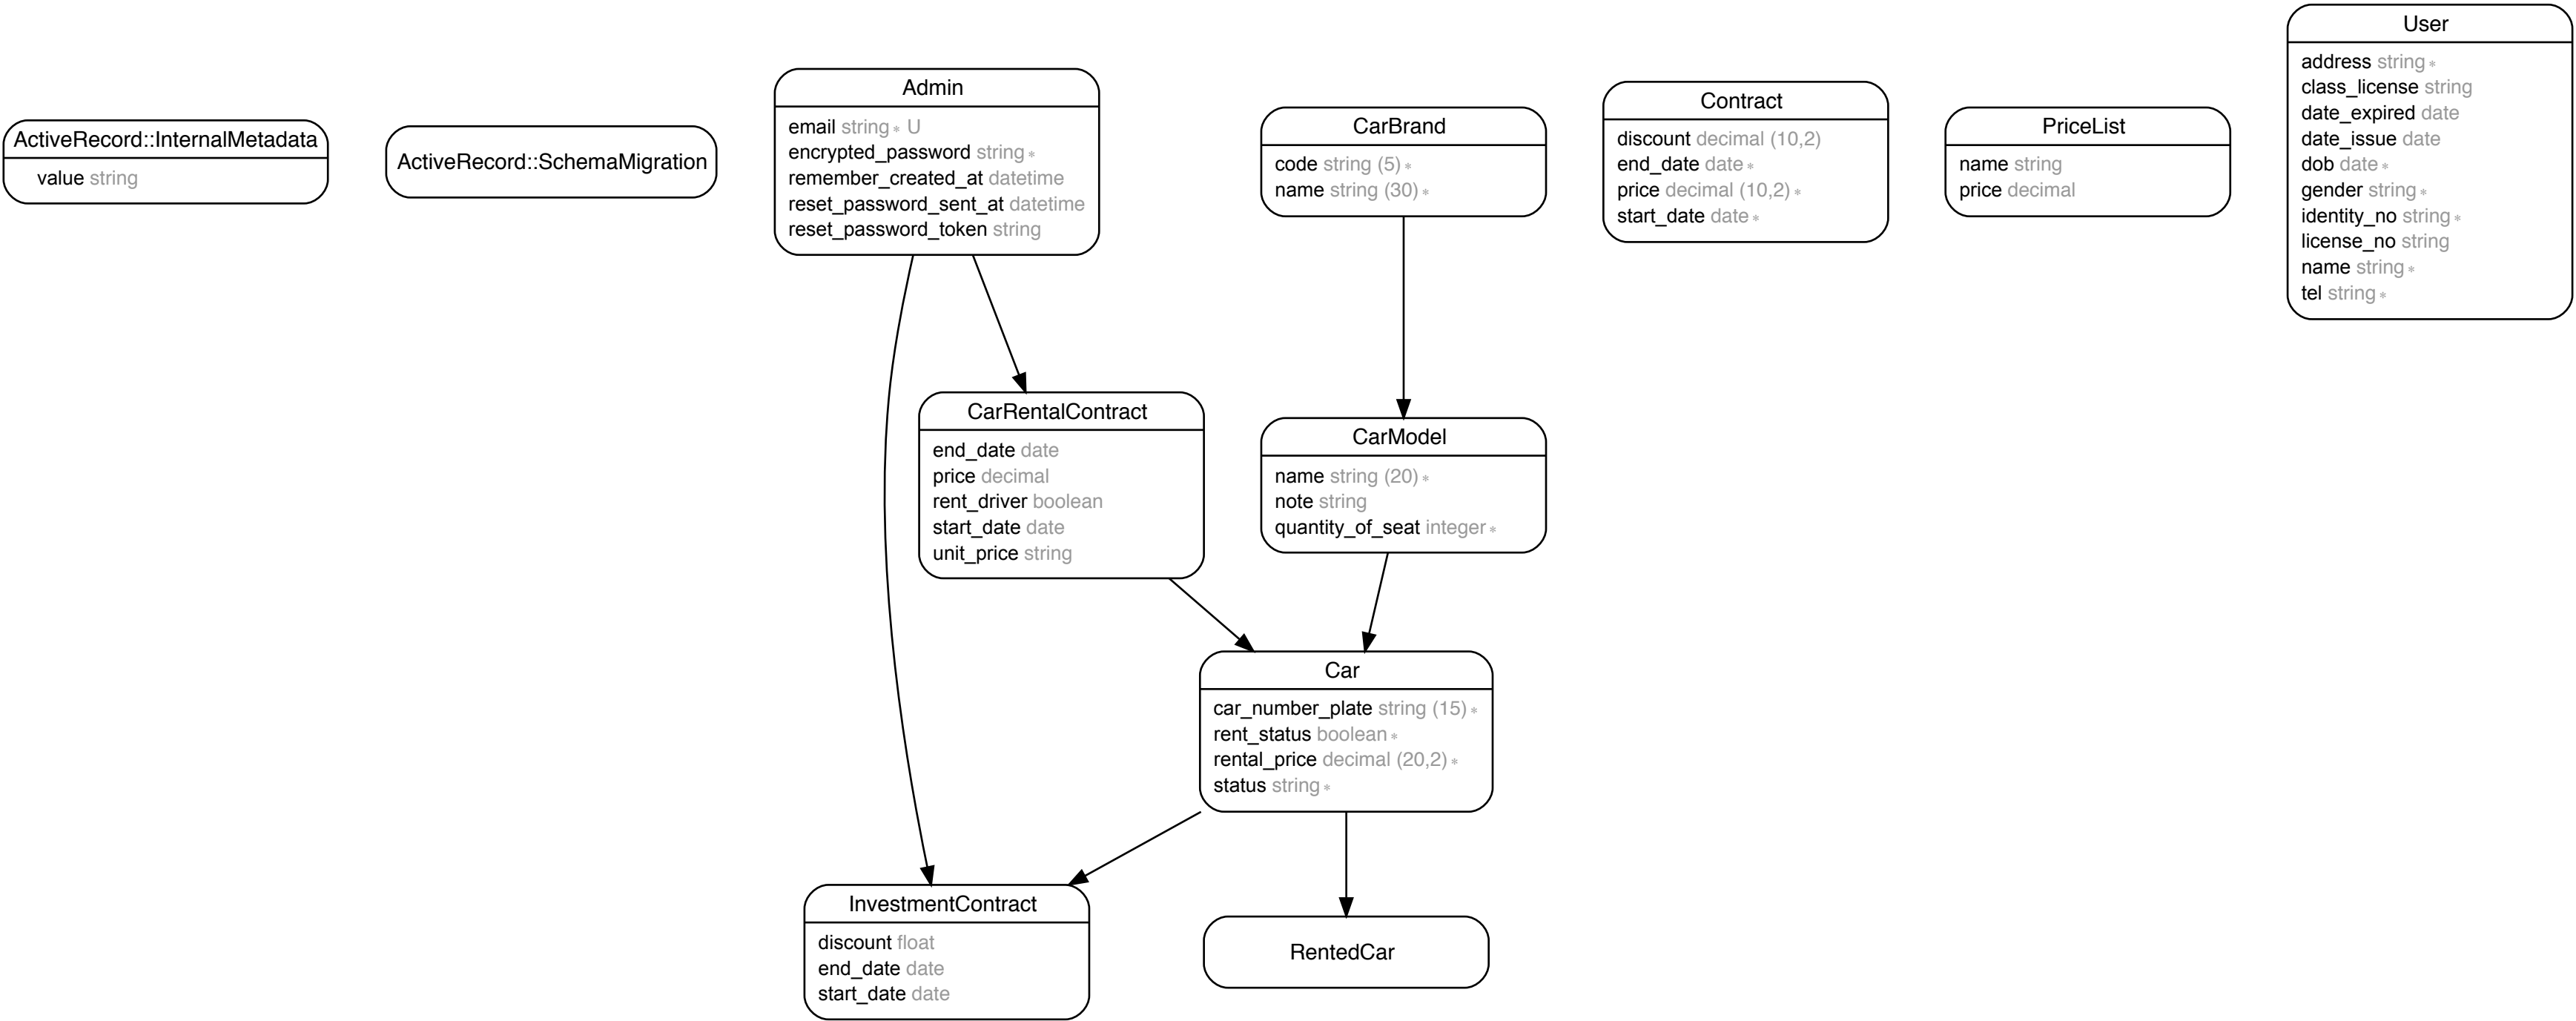 ActiveRecord::InternalMetadata
value string
ActiveRecord::SchemaMigration
Admin
email string * U
encrypted_password string *
remember_created_at datetime
reset_password_sent_at datetime
reset_password_token string
CarBrand
code string (5) *
name string (30) *
Contract
discount decimal (10,2)
end_date date *
price decimal (10,2) *
start_date date *
PriceList
name string
price decimal
User
address string *
class_license string
date_expired date
date_issue date
dob date *
gender string *
identity_no string *
license_no string
name string *
tel string *
CarRentalContract
end_date date
price decimal
rent_driver boolean
start_date date
unit_price string
CarModel
name string (20) *
note string
quantity_of_seat integer *
Car
car_number_plate string (15) *
rent_status boolean *
rental_price decimal (20,2) *
status string *
InvestmentContract
discount float
end_date date
start_date date
RentedCar